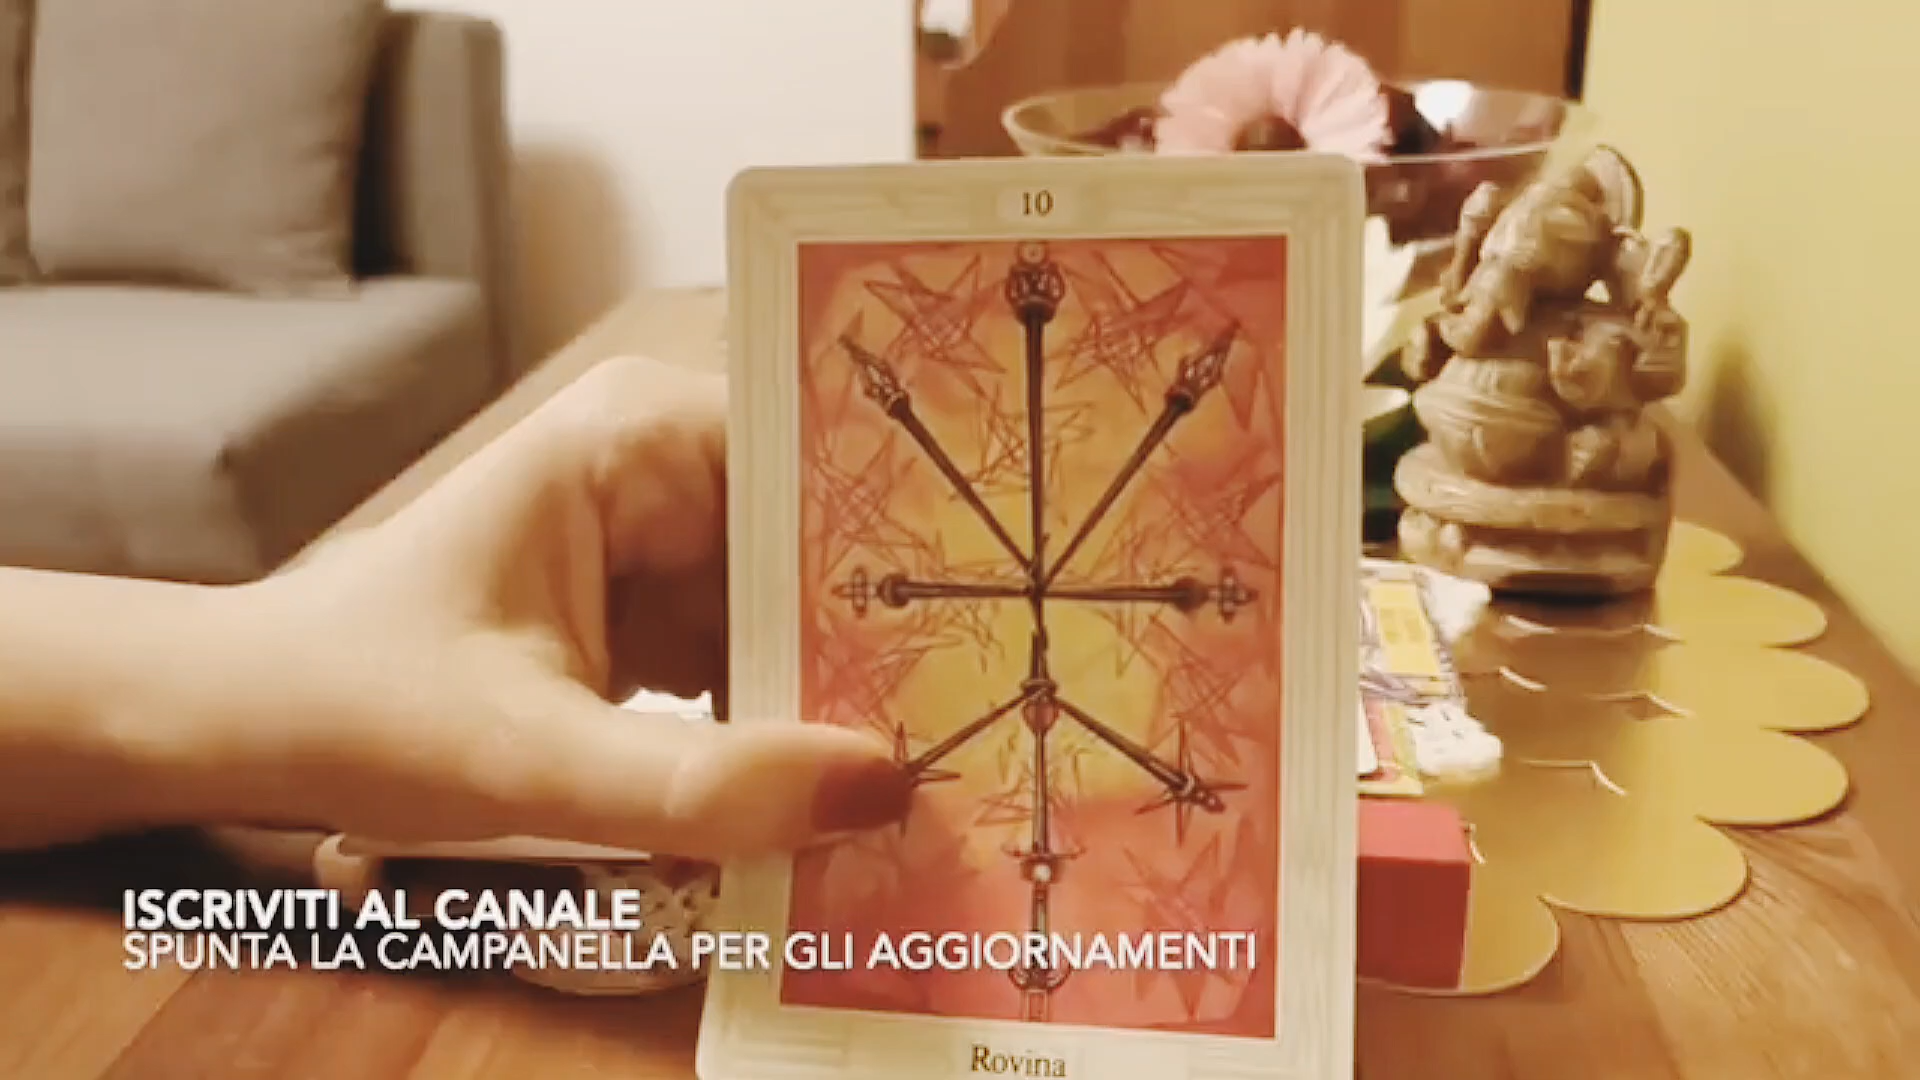 10
ISCRIVITI AL CANALE
SPUNTA LA CAMPANELLA PER GLI AGGIORNAMENTI
Rovina